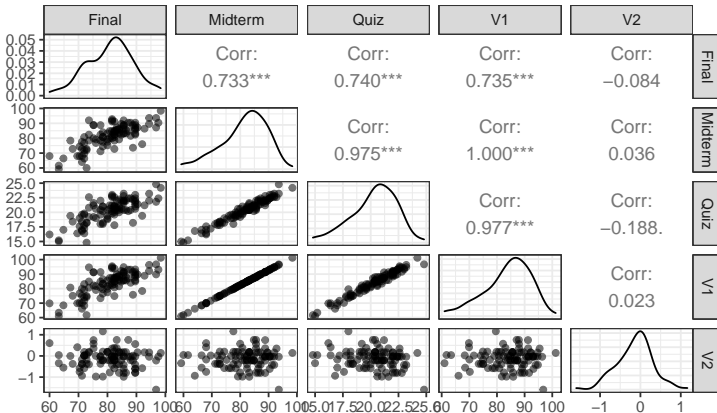 Final Midterm Quiz V1 V2
0.05
0.04
0.03
0.02
0.01
0.00
Corr:
0.733***
Corr:
0.740***
Corr:
0.735***
Corr:
−0.084
Final
100
90
80
70
60
Corr:
0.975***
Corr:
1.000***
Corr:
0.036
Midterm
25.0
22.5
20.0
17.5
15.0
Corr:
0.977***
Corr:
−0.188.
Quiz
100
90
80
70
60
Corr:
0.023
V1
1
0
−1
V2
60 70 80 90 100
60 70 80 90 100
15.0 17.5 20.0 22.5 25.0
60 70 80 90 100
−1 0 1